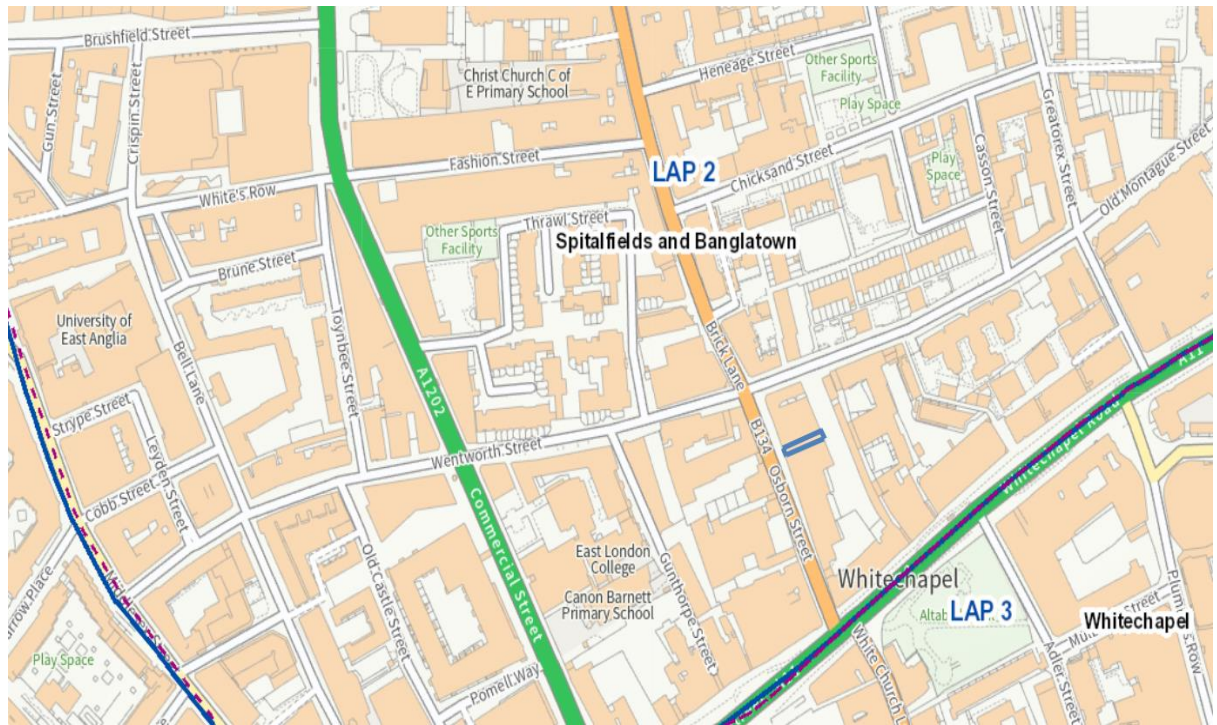 Brushfield Street
Gun Street
Crispin Street
Christ Church C of
E Primary School
Heneage Street
Other Sports
Facility
Play Space
Greatorex Street
Fashion Street
LAP 2
Chicksand Street
Casson Street
Play
Space
Old Montague Street
White's Row
Thrawl Street
Other Sports
Facility
Spitalfields and Banglatown
Brune Street
University of
East Anglia
Bell Lane
Toynbee Street
A1202
Brick Lane
Strype Street
Leyden Street
Wentworth Street
B134
Osborn Street
Whitechapel Road
Cobb Street
Commercial Street
Old Castle Street
East London
College
Canon Barnett
Primary School
Gunthorpe Street
Whitechapel
LAP 3
Whitechapel
Play Space
Pomell Way
Adler Street
White Church L